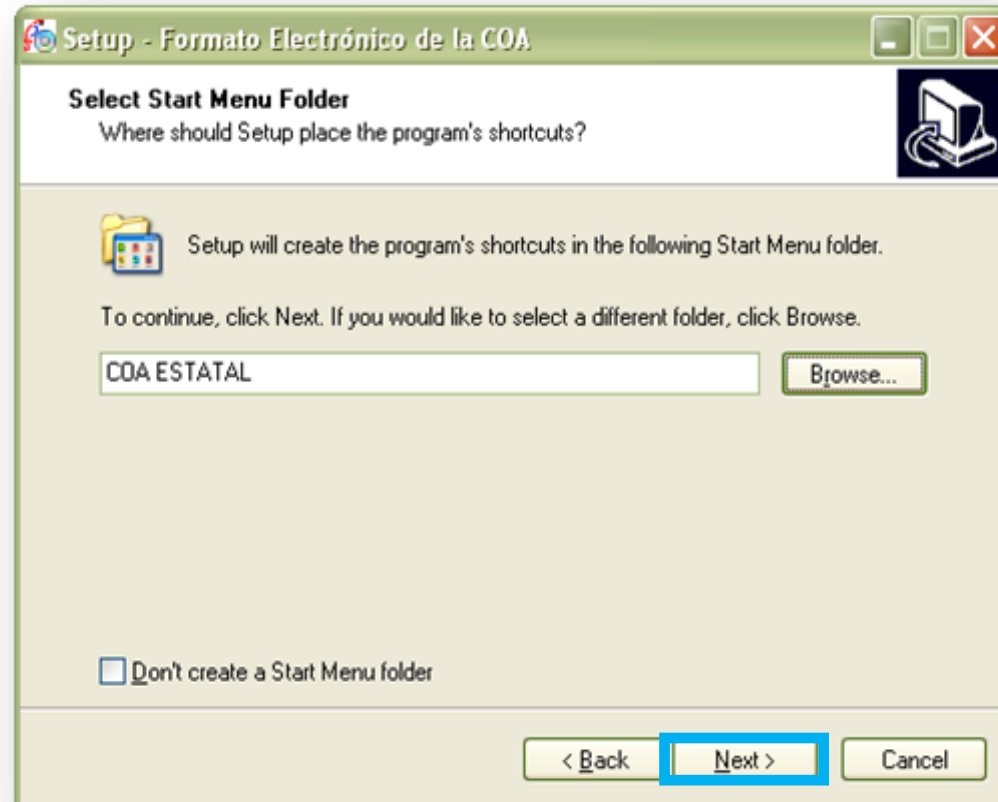 Setup - Formato Electrónico de la COA
Select Start Menu Folder
Where should Setup place the program's shortcuts?
Setup will create the program's shortcuts in the following Start Menu folder.
To continue, click Next. If you would like to select a different folder, click Browse.
COA ESTATAL
Browse...
Don't create a Start Menu folder
< Back
Next >
Cancel